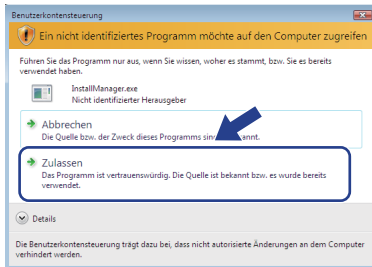 Benutzerkontensteuerung
Ein nicht identifiziertes Programm möchte auf den Computer zugreifen
Führen Sie das Programm nur aus, wenn Sie wissen, woher es stammt, bzw. Sie es bereits
verwendet haben.
InstallManager.exe
Nicht identifizierter Herausgeber
Abbrechen
Die Quelle bzw. der Zweck dieses Programms sin
Zulassen
Das Programm ist vertrauenswürdig. Die Quelle ist bekannt bzw. es wurde bereits
verwendet.
Details
Die Benutzerkontensteuerung trägt dazu bei, dass nicht autorisierte Änderungen an dem Computer
verhindert werden.